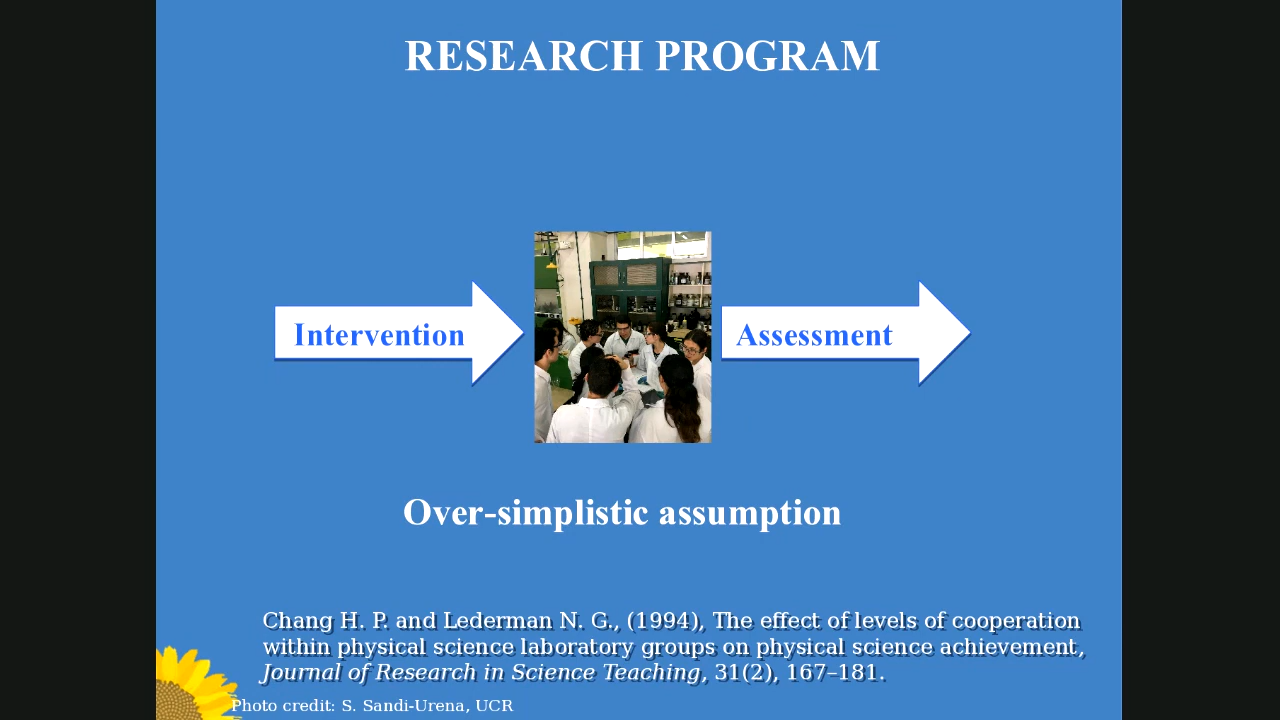 RESEARCH PROGRAM
Intervention
Assessment
Over-simplistic assumption
Chang H. P. and Lederman N. G., (1994), The effect of levels of cooperation
within physical science laboratory groups on physical science achievement,
Journal of Research in Science Teaching, 31(2), 167–181.
Photo credit: S. Sandi-Urena, UCR